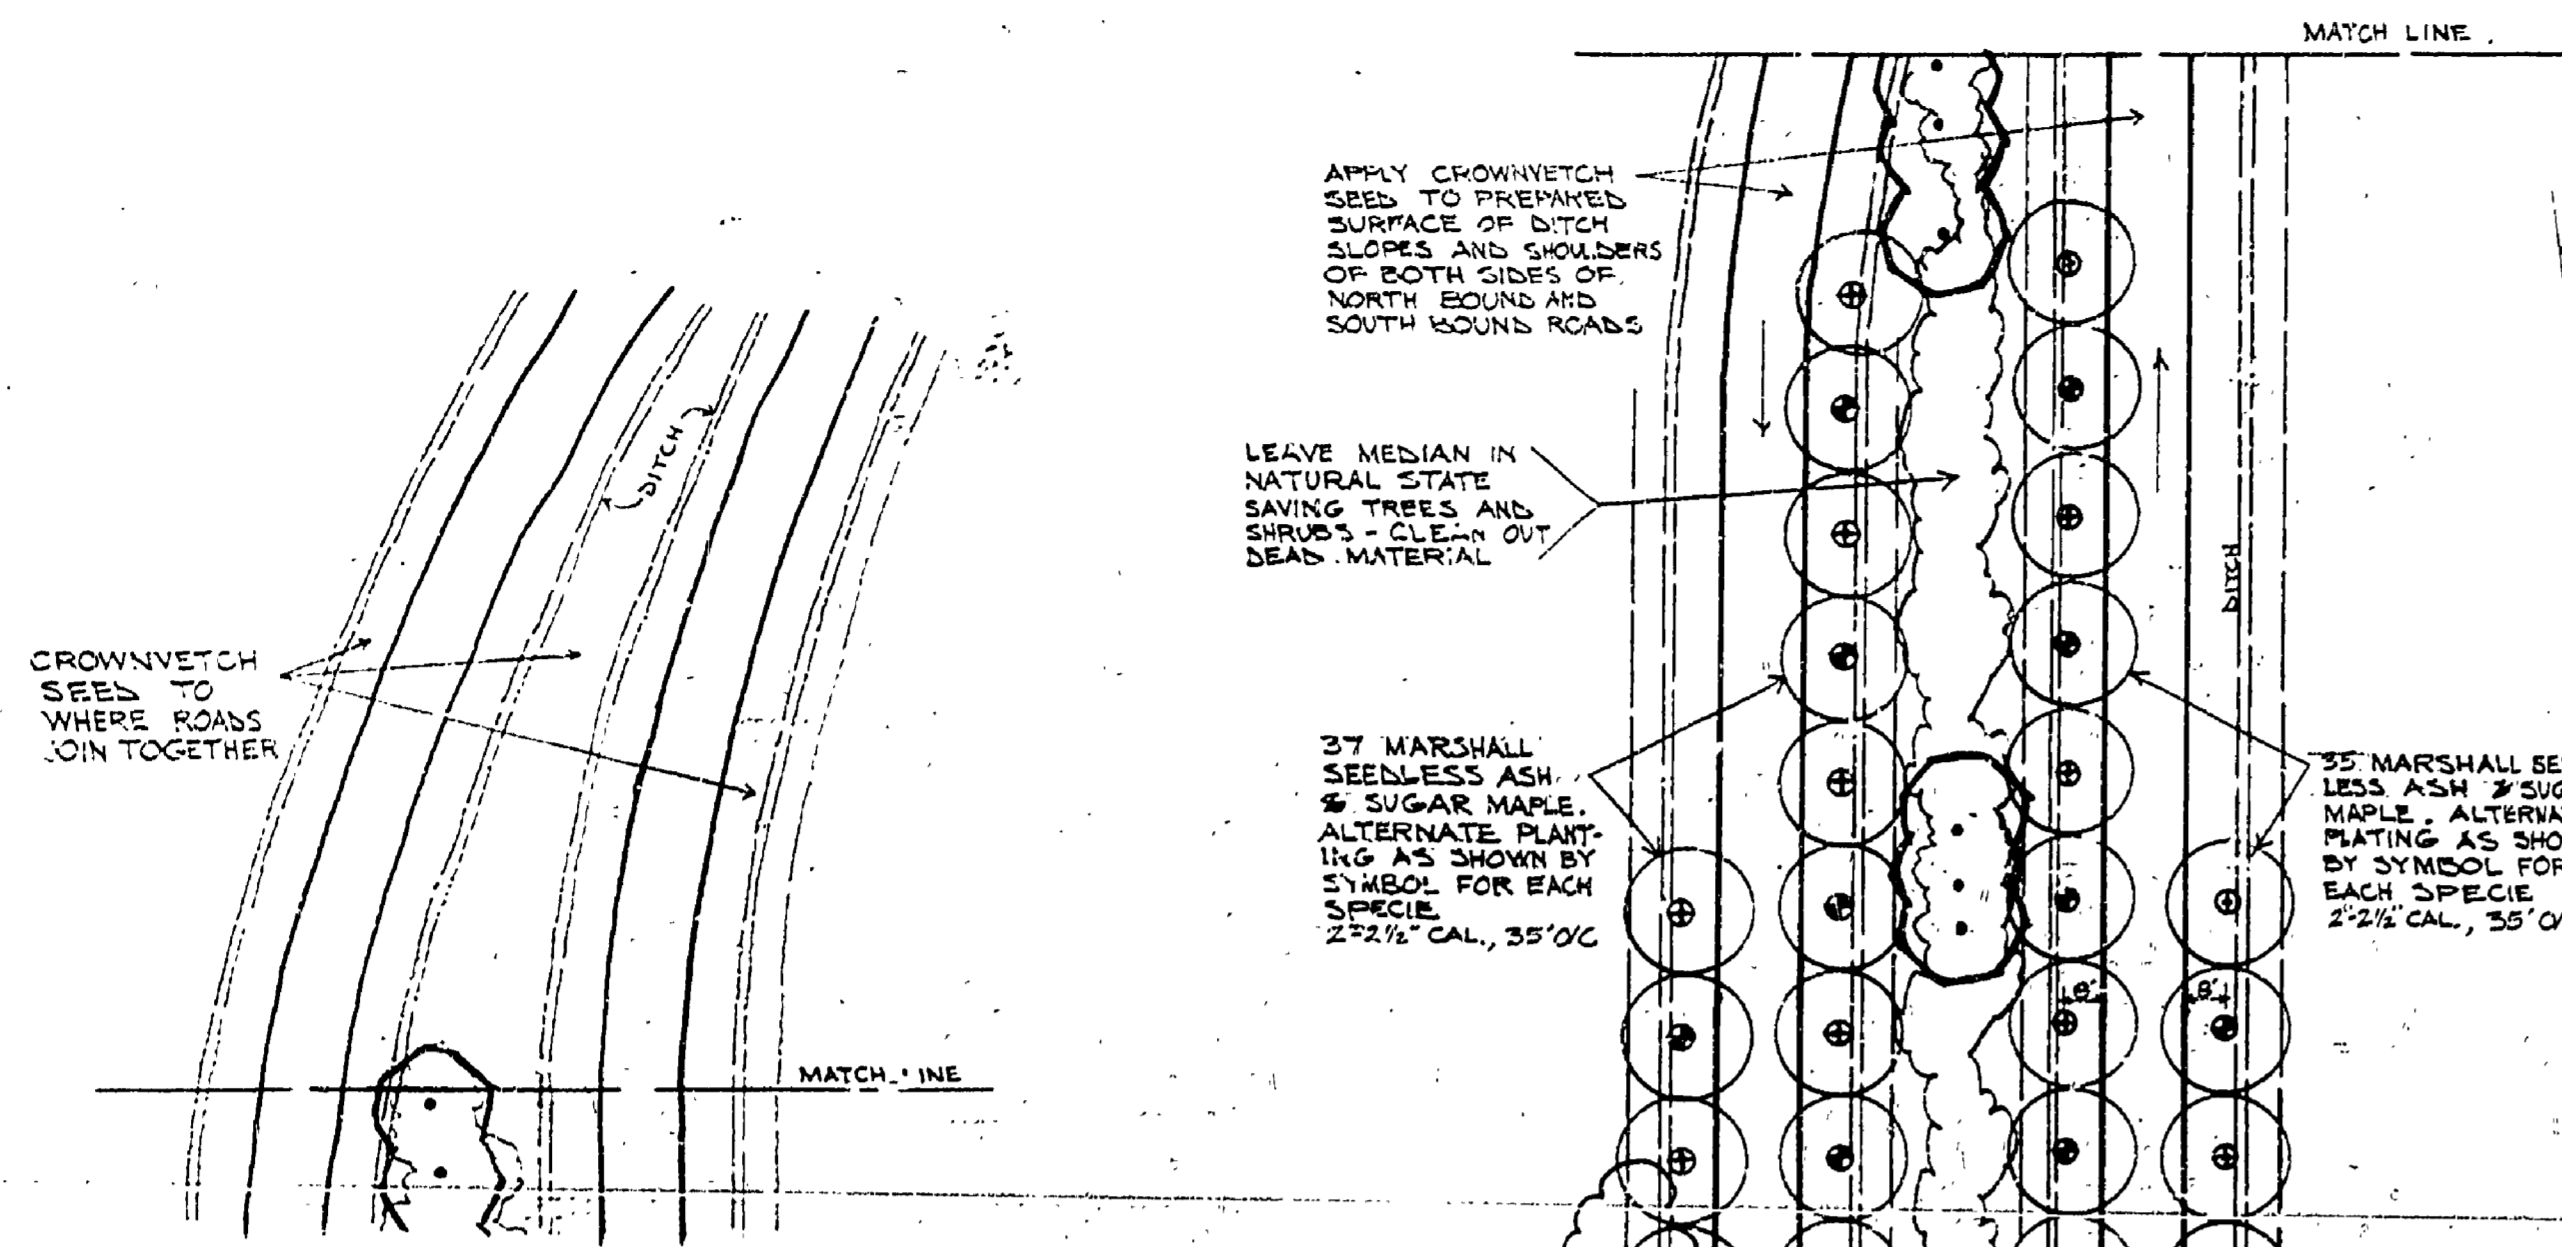 MATCH LINE
APPLY CROWNVETCH
SEED TO PREPARED
SURFACE OF DITCH
SLOPES AND SHOULDERS
OF BOTH SIDES OF
NORTH BOUND AND
SOUTH BOUND ROADS
DITCH
LEAVE MEDIAN IN
NATURAL STATE
SAVING TREES AND
SHRUBS - CLEAN OUT
DEAD MATERIAL
DITCH
CROWNVETCH
SEED TO
WHERE ROADS
JOIN TOGETHER
37 MARSHALL
SEEDLESS ASH
& SUGAR MAPLE.
ALTERNATE PLANT-
ING AS SHOWN BY
SYMBOL FOR EACH
SPECIE
2"-2½" CAL., 35' O/C
35 MARSHALL SE
LESS ASH & SUG
MAPLE. ALTERNA
PLATING AS SHO
BY SYMBOL FOR
EACH SPECIE
2"-2½" CAL., 35' O/
8'
8'
MATCH LINE